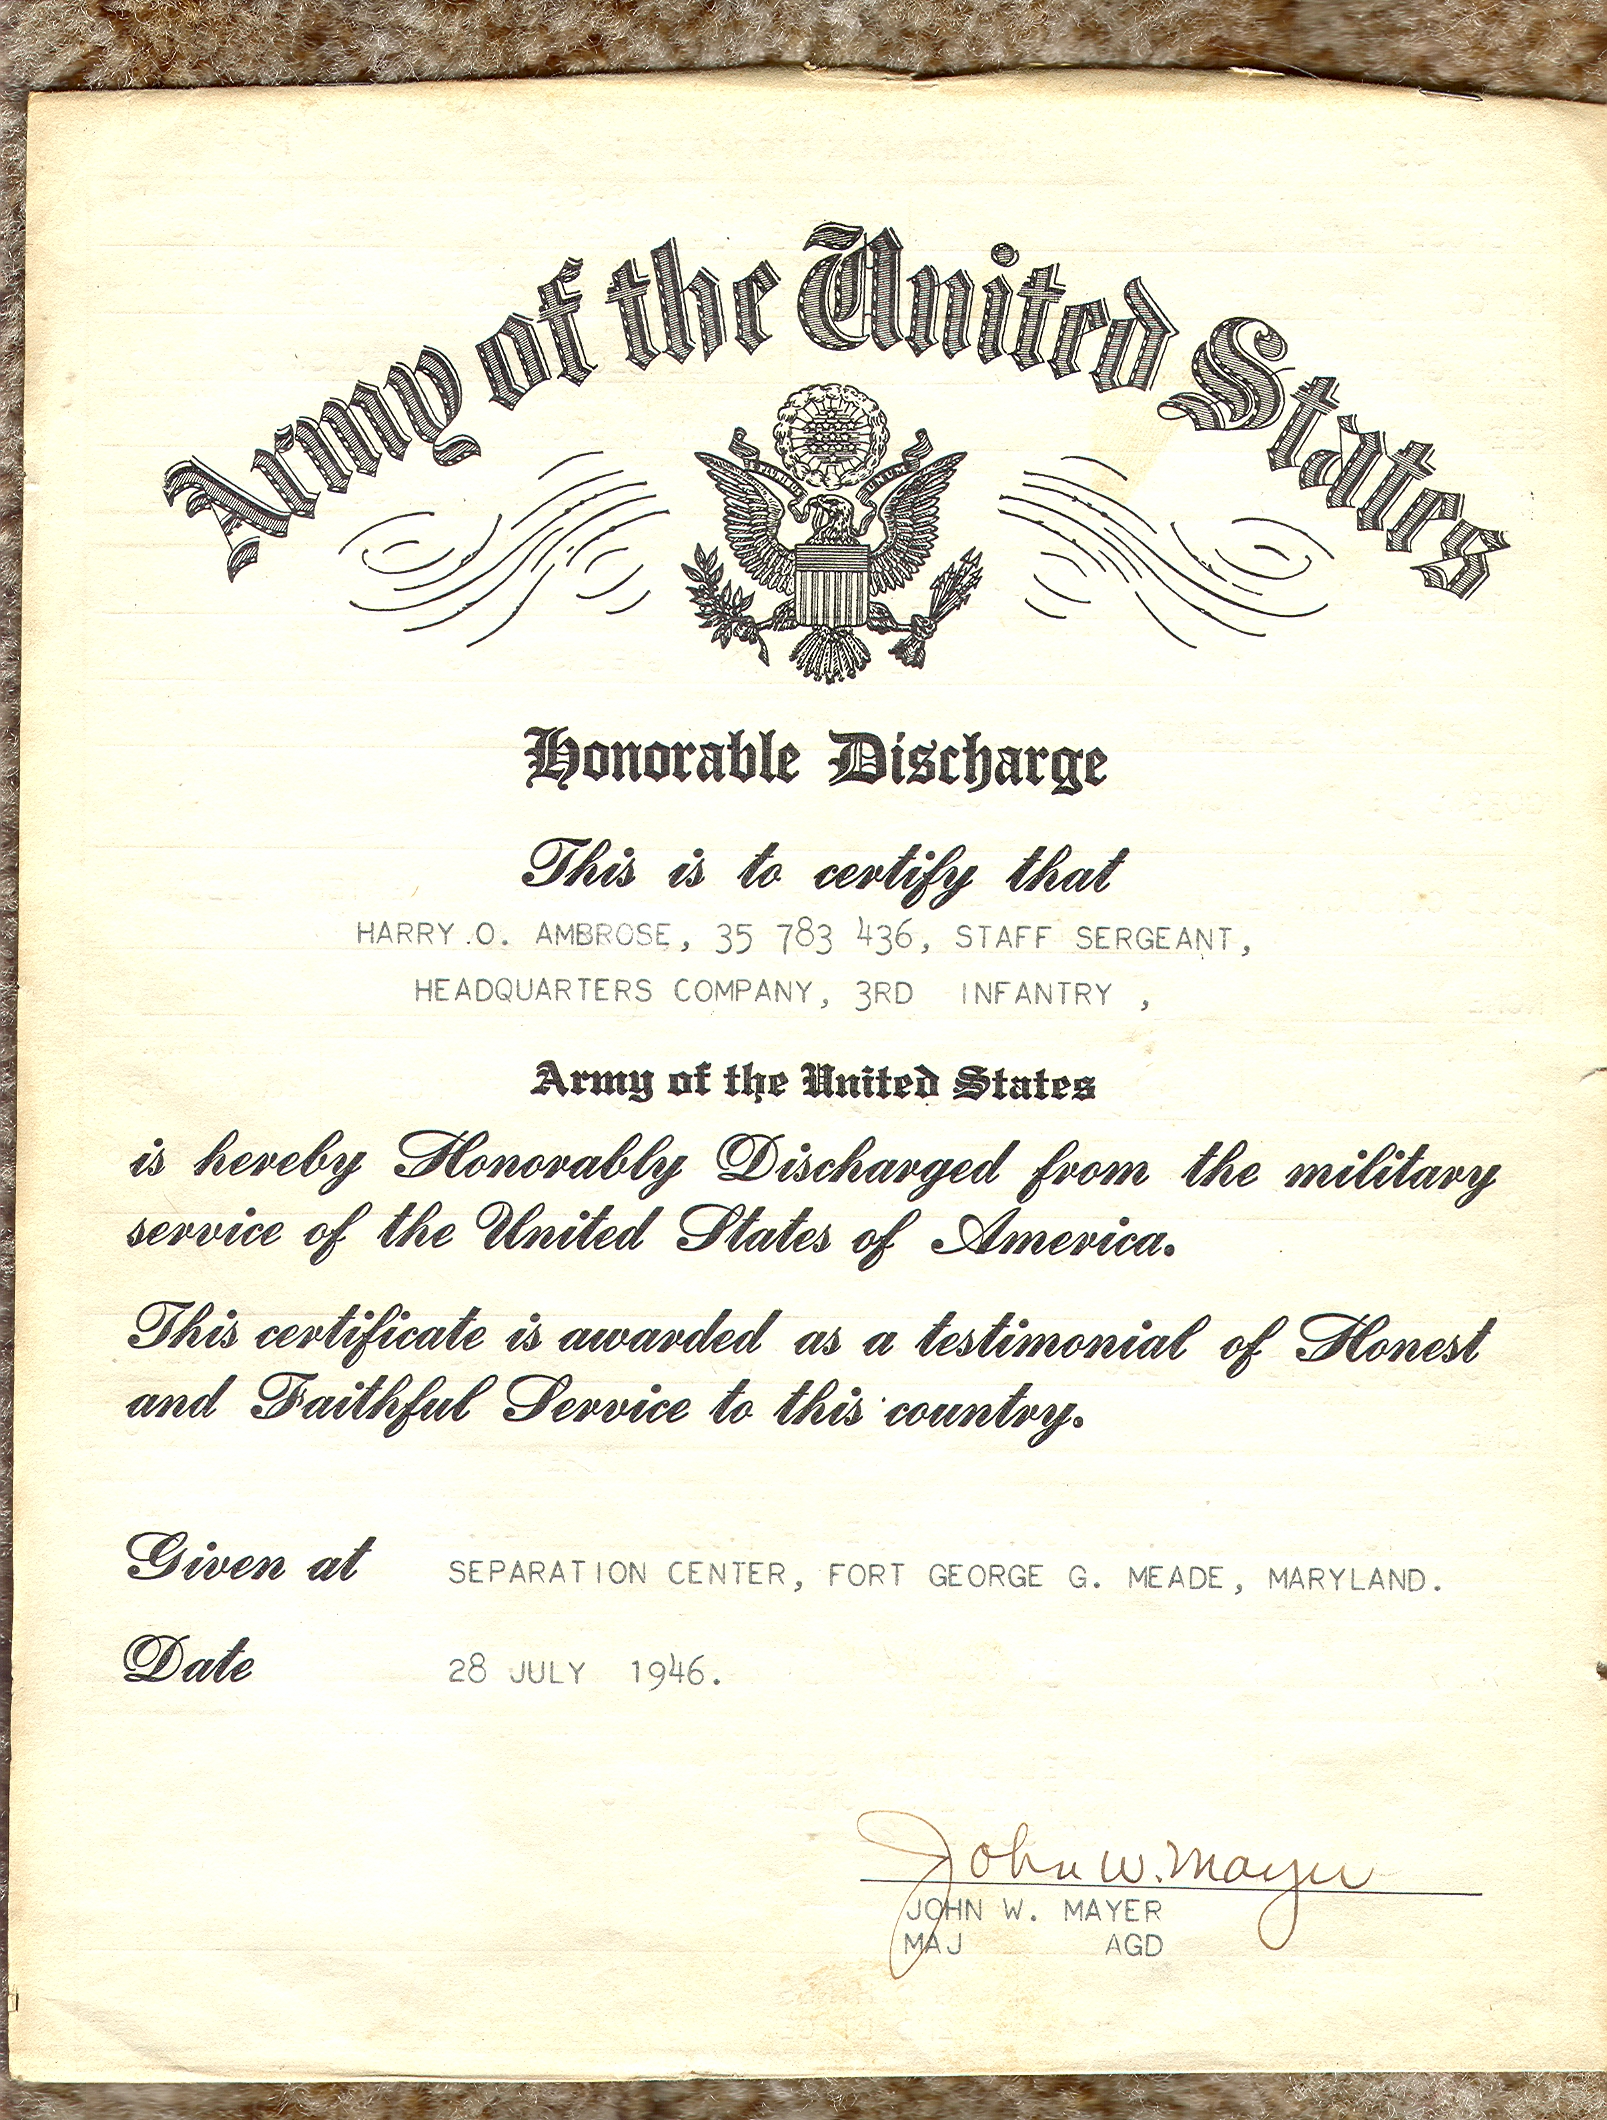 Army of the United States
E PLURIBUS UNUM
Honorable Discharge
This is to certify that
HARRY O. AMBROSE, 35 783 436, STAFF SERGEANT,
HEADQUARTERS COMPANY, 3RD INFANTRY ,
Army of the United States
is hereby Honorably Discharged from the military
service of the United States of America.
This certificate is awarded as a testimonial of Honest
and Faithful Service to this country.
Given at SEPARATION CENTER, FORT GEORGE G. MEADE, MARYLAND.
Date 28 JULY 1946.
John W. Mayer
JOHN W. MAYER
MAJ AGD